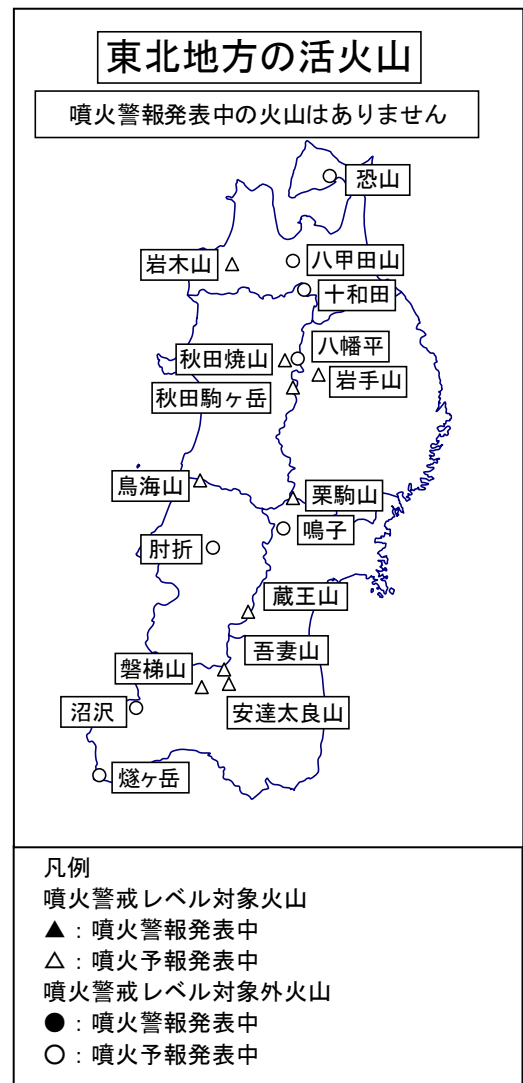 東北地方の活火山
噴火警報発表中の火山はありません
恐山
岩木山
八甲田山
十和田
八幡平
秋田焼山
岩手山
秋田駒ヶ岳
鳥海山
栗駒山
鳴子
肘折
蔵王山
吾妻山
磐梯山
安達太良山
沼沢
燧ヶ岳
凡例
噴火警戒レベル対象火山
▲：噴火警報発表中
△：噴火予報発表中
噴火警戒レベル対象外火山
●：噴火警報発表中
○：噴火予報発表中